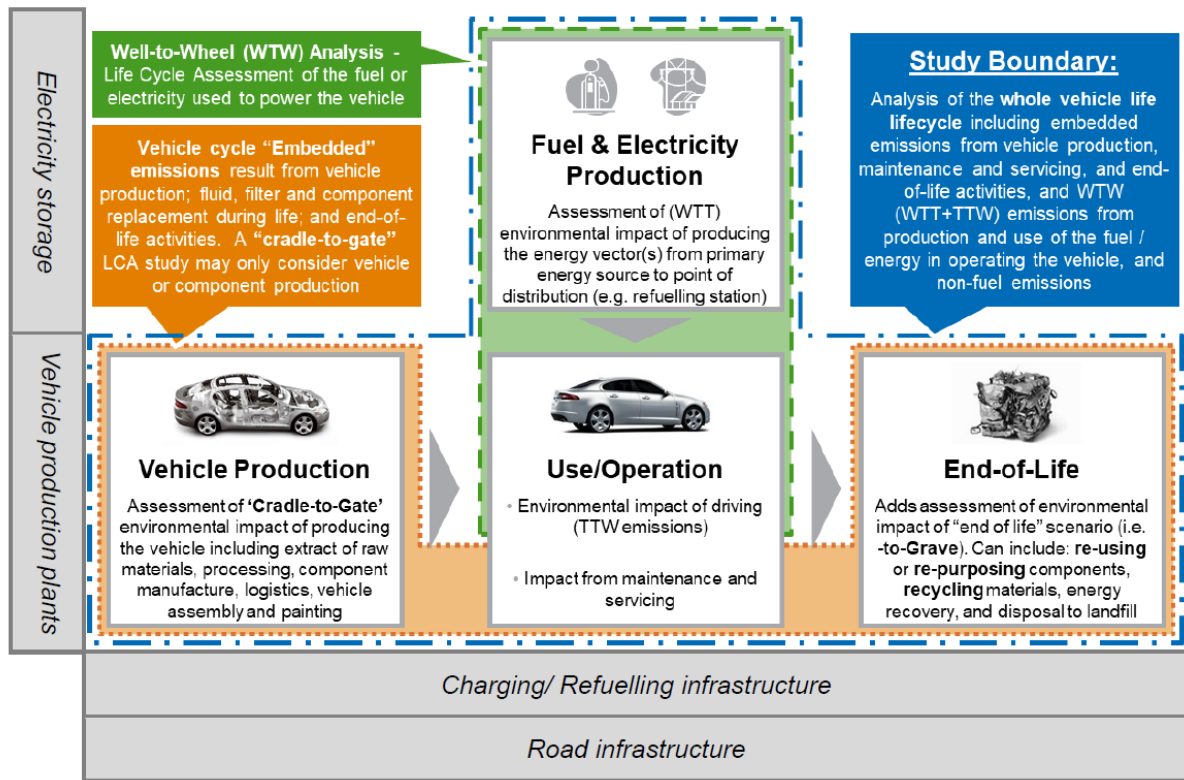 Electricity storage
Well-to-Wheel (WTW) Analysis -
Life Cycle Assessment of the fuel or
electricity used to power the vehicle
Vehicle cycle “Embedded”
emissions result from vehicle
production; fluid, filter and component
replacement during life; and end-of-
life activities. A “cradle-to-gate”
LCA study may only consider vehicle
or component production
Fuel & Electricity
Production
Assessment of (WTT)
environmental impact of producing
the energy vector(s) from primary
energy source to point of
distribution (e.g. refuelling station)
Study Boundary:
Analysis of the whole vehicle life
lifecycle including embedded
emissions from vehicle production,
maintenance and servicing, and end-
of-life activities, and WTW
(WTT+TTW) emissions from
production and use of the fuel /
energy in operating the vehicle, and
non-fuel emissions
Vehicle production plants
Vehicle Production
Assessment of ‘Cradle-to-Gate’
environmental impact of producing
the vehicle including extract of raw
materials, processing, component
manufacture, logistics, vehicle
assembly and painting
Use/Operation
• Environmental impact of driving
(TTW emissions)
• Impact from maintenance and
servicing
End-of-Life
Adds assessment of environmental
impact of “end of life” scenario (i.e.
-to-Grave). Can include: re-using
or re-purposing components,
recycling materials, energy
recovery, and disposal to landfill
Charging/ Refuelling infrastructure
Road infrastructure